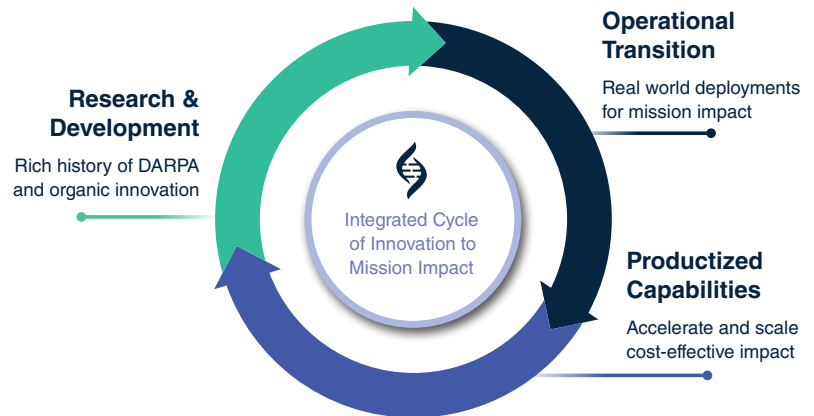 Research &
Development
Rich history of DARPA
and organic innovation
Integrated Cycle
of Innovation to
Mission Impact
Operational
Transition
Real world deployments
for mission impact
Productized
Capabilities
Accelerate and scale
cost-effective impact